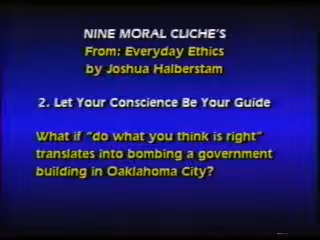 NINE MORAL CLICHE'S
From: Everyday Ethics
by Joshua Halberstam
2. Let Your Conscience Be Your Guide
What if "do what you think is right"
translates into bombing a government
building in Oaklahoma City?